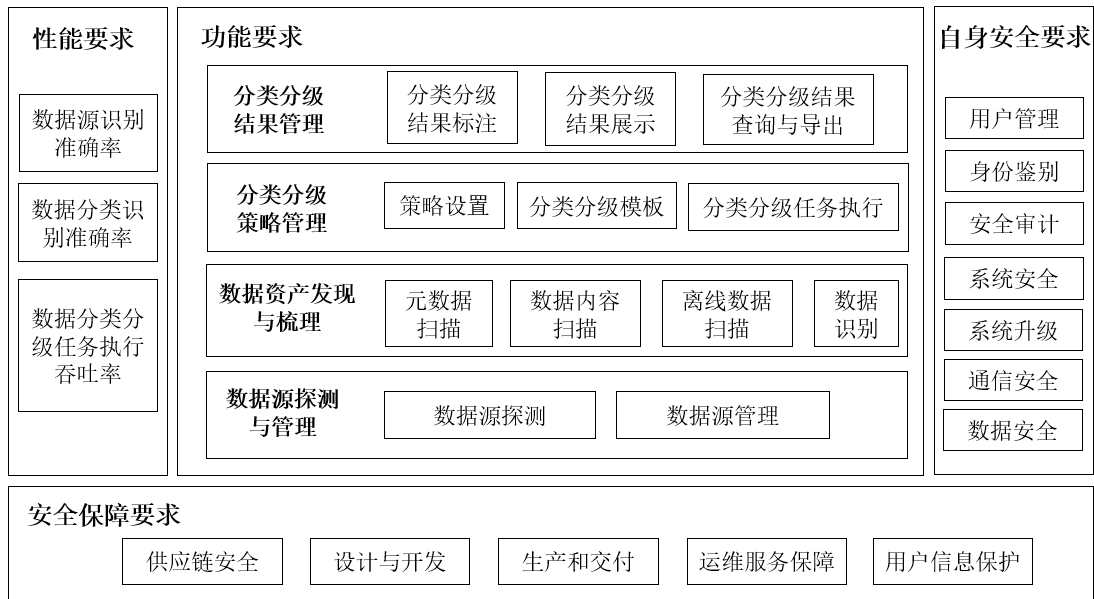 性能要求
数据源识别
准确率
数据分类识
别准确率
数据分类分
级任务执行
吞吐率
功能要求
分类分级
结果管理
分类分级
结果标注
分类分级
结果展示
分类分级结果
查询与导出
分类分级
策略管理
策略设置
分类分级模板
分类分级任务执行
数据资产发现
与梳理
元数据
扫描
数据内容
扫描
离线数据
扫描
数据
识别
数据源探测
与管理
数据源探测
数据源管理
自身安全要求
用户管理
身份鉴别
安全审计
系统安全
系统升级
通信安全
数据安全
安全保障要求
供应链安全
设计与开发
生产和交付
运维服务保障
用户信息保护